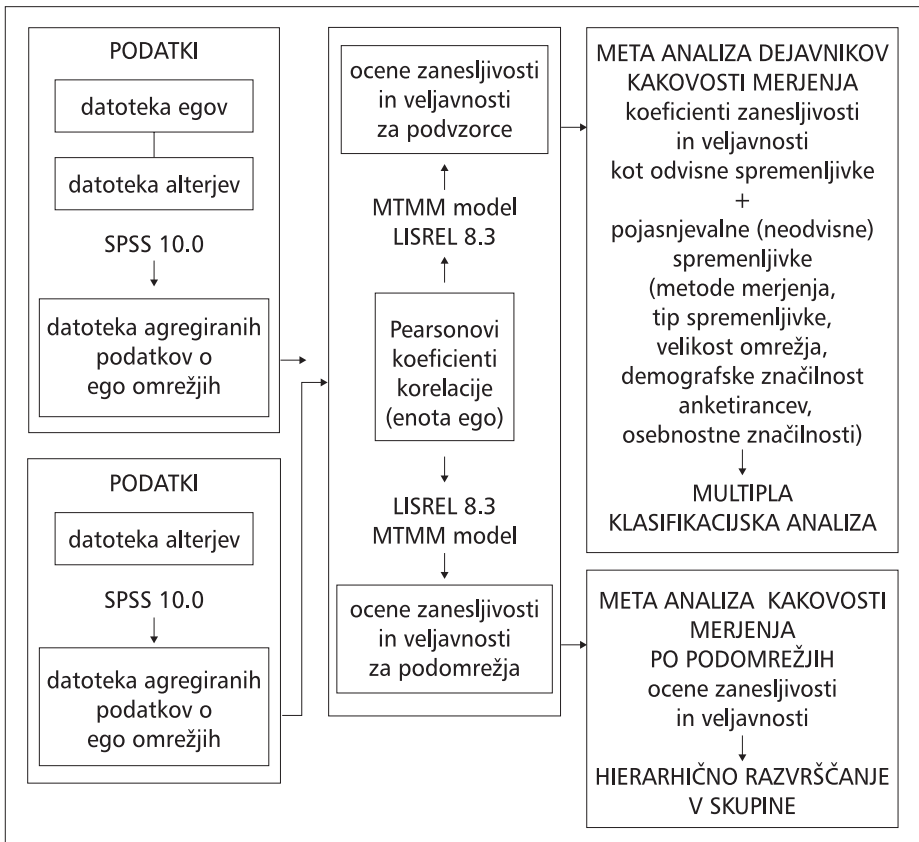 PODATKI
datoteka egov
datoteka alterjev
SPSS 10.0
datoteka agregiranih
podatkov o
ego omrežjih
PODATKI
datoteka alterjev
SPSS 10.0
datoteka agregiranih
podatkov o
ego omrežjih
ocene zanesljivosti
in veljavnosti
za podvzorce
MTMM model
LISREL 8.3
Pearsonovi
koeficienti
korelacije
(enota ego)
LISREL 8.3
MTMM model
ocene zanesljivosti
in veljavnosti
za podomrežja
META ANALIZA DEJAVNIKOV
KAKOVOSTI MERJENJA
koeficienti zanesljivosti
in veljavnosti
kot odvisne spremenljivke
+
pojasnjevalne (neodvisne)
spremenljivke
(metode merjenja,
tip spremenljivke,
velikost omrežja,
demografske značilnost
anketirancev,
osebnostne značilnosti)
MULTIPLA
KLASIFIKACIJSKA ANALIZA
META ANALIZA KAKOVOSTI
MERJENJA
PO PODOMREŽJIH
ocene zanesljivosti
in veljavnosti
HIERARHIČNO RAZVRŠČANJE
V SKUPINE